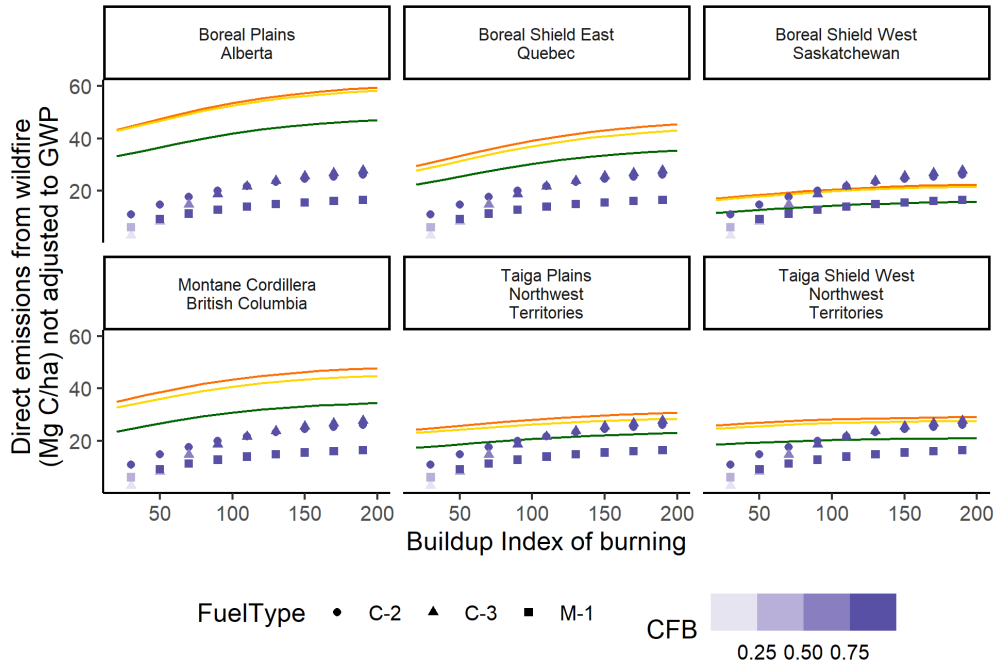 Boreal Plains
Alberta
Boreal Shield East
Quebec
Boreal Shield West
Saskatchewan
60
40
20
Montane Cordillera
British Columbia
Taiga Plains
Northwest
Territories
Taiga Shield West
Northwest
Territories
60
40
20
50 100 150 200
50 100 150 200
50 100 150 200
Direct emissions from wildfire
(Mg C/ha) not adjusted to GWP
Buildup Index of burning
FuelType C-2 C-3 M-1
CFB
0.25 0.50 0.75